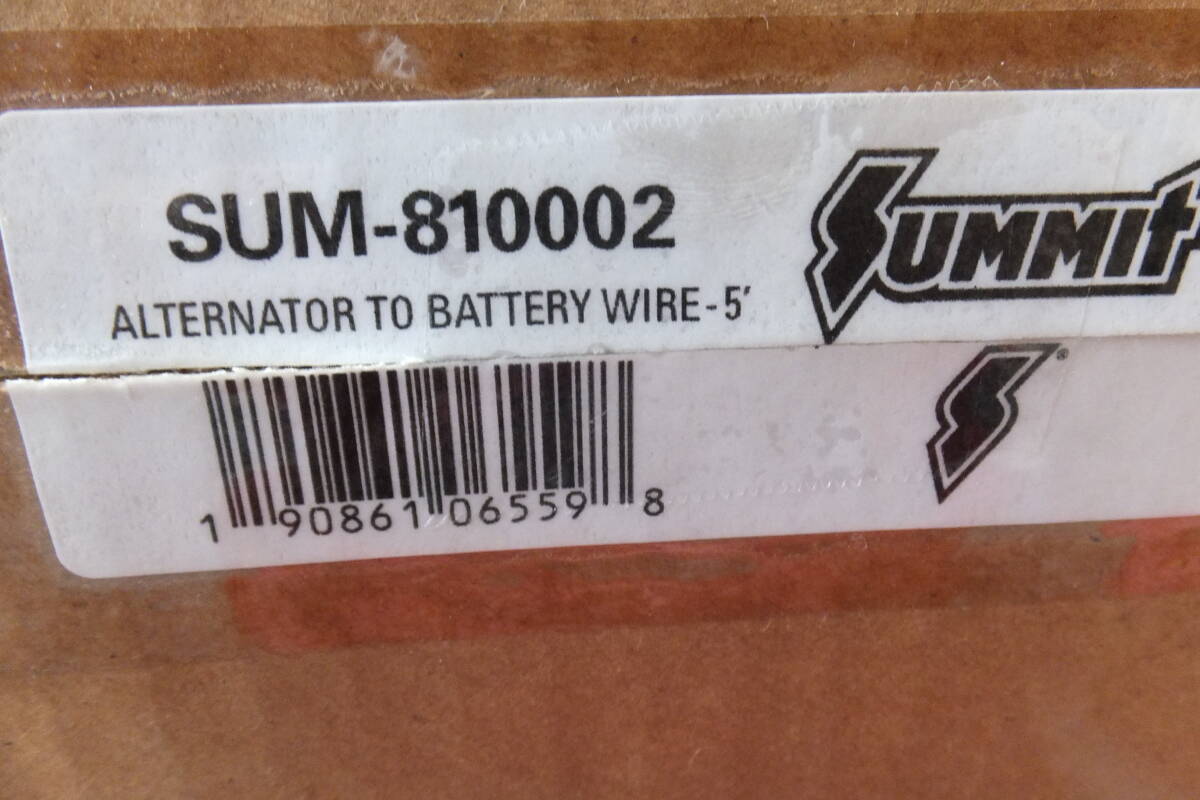 SUM-810002
ALTERNATOR TO BATTERY WIRE-5'
SUMMIT
S®
1 90861 06559 8